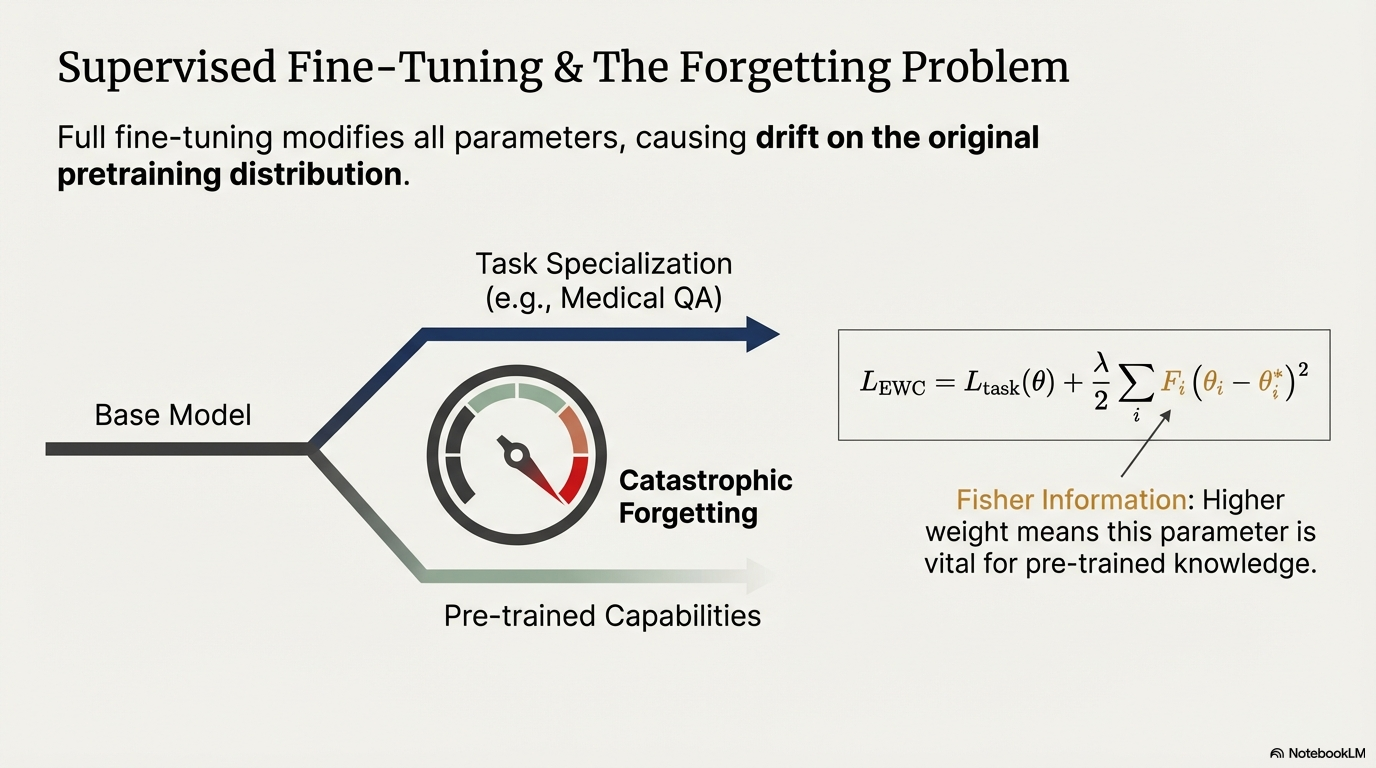 Supervised Fine-Tuning & The Forgetting Problem
Full fine-tuning modifies all parameters, causing drift on the original
pretraining distribution.
Task Specialization
(e.g., Medical QA)
Base Model
Catastrophic
Forgetting
Pre-trained Capabilities
L_EWC = L_task(θ) + λ/2 ∑_i F_i (θ_i − θ_i^*)^2
Fisher Information: Higher
weight means this parameter is
vital for pre-trained knowledge.
NotebookLM